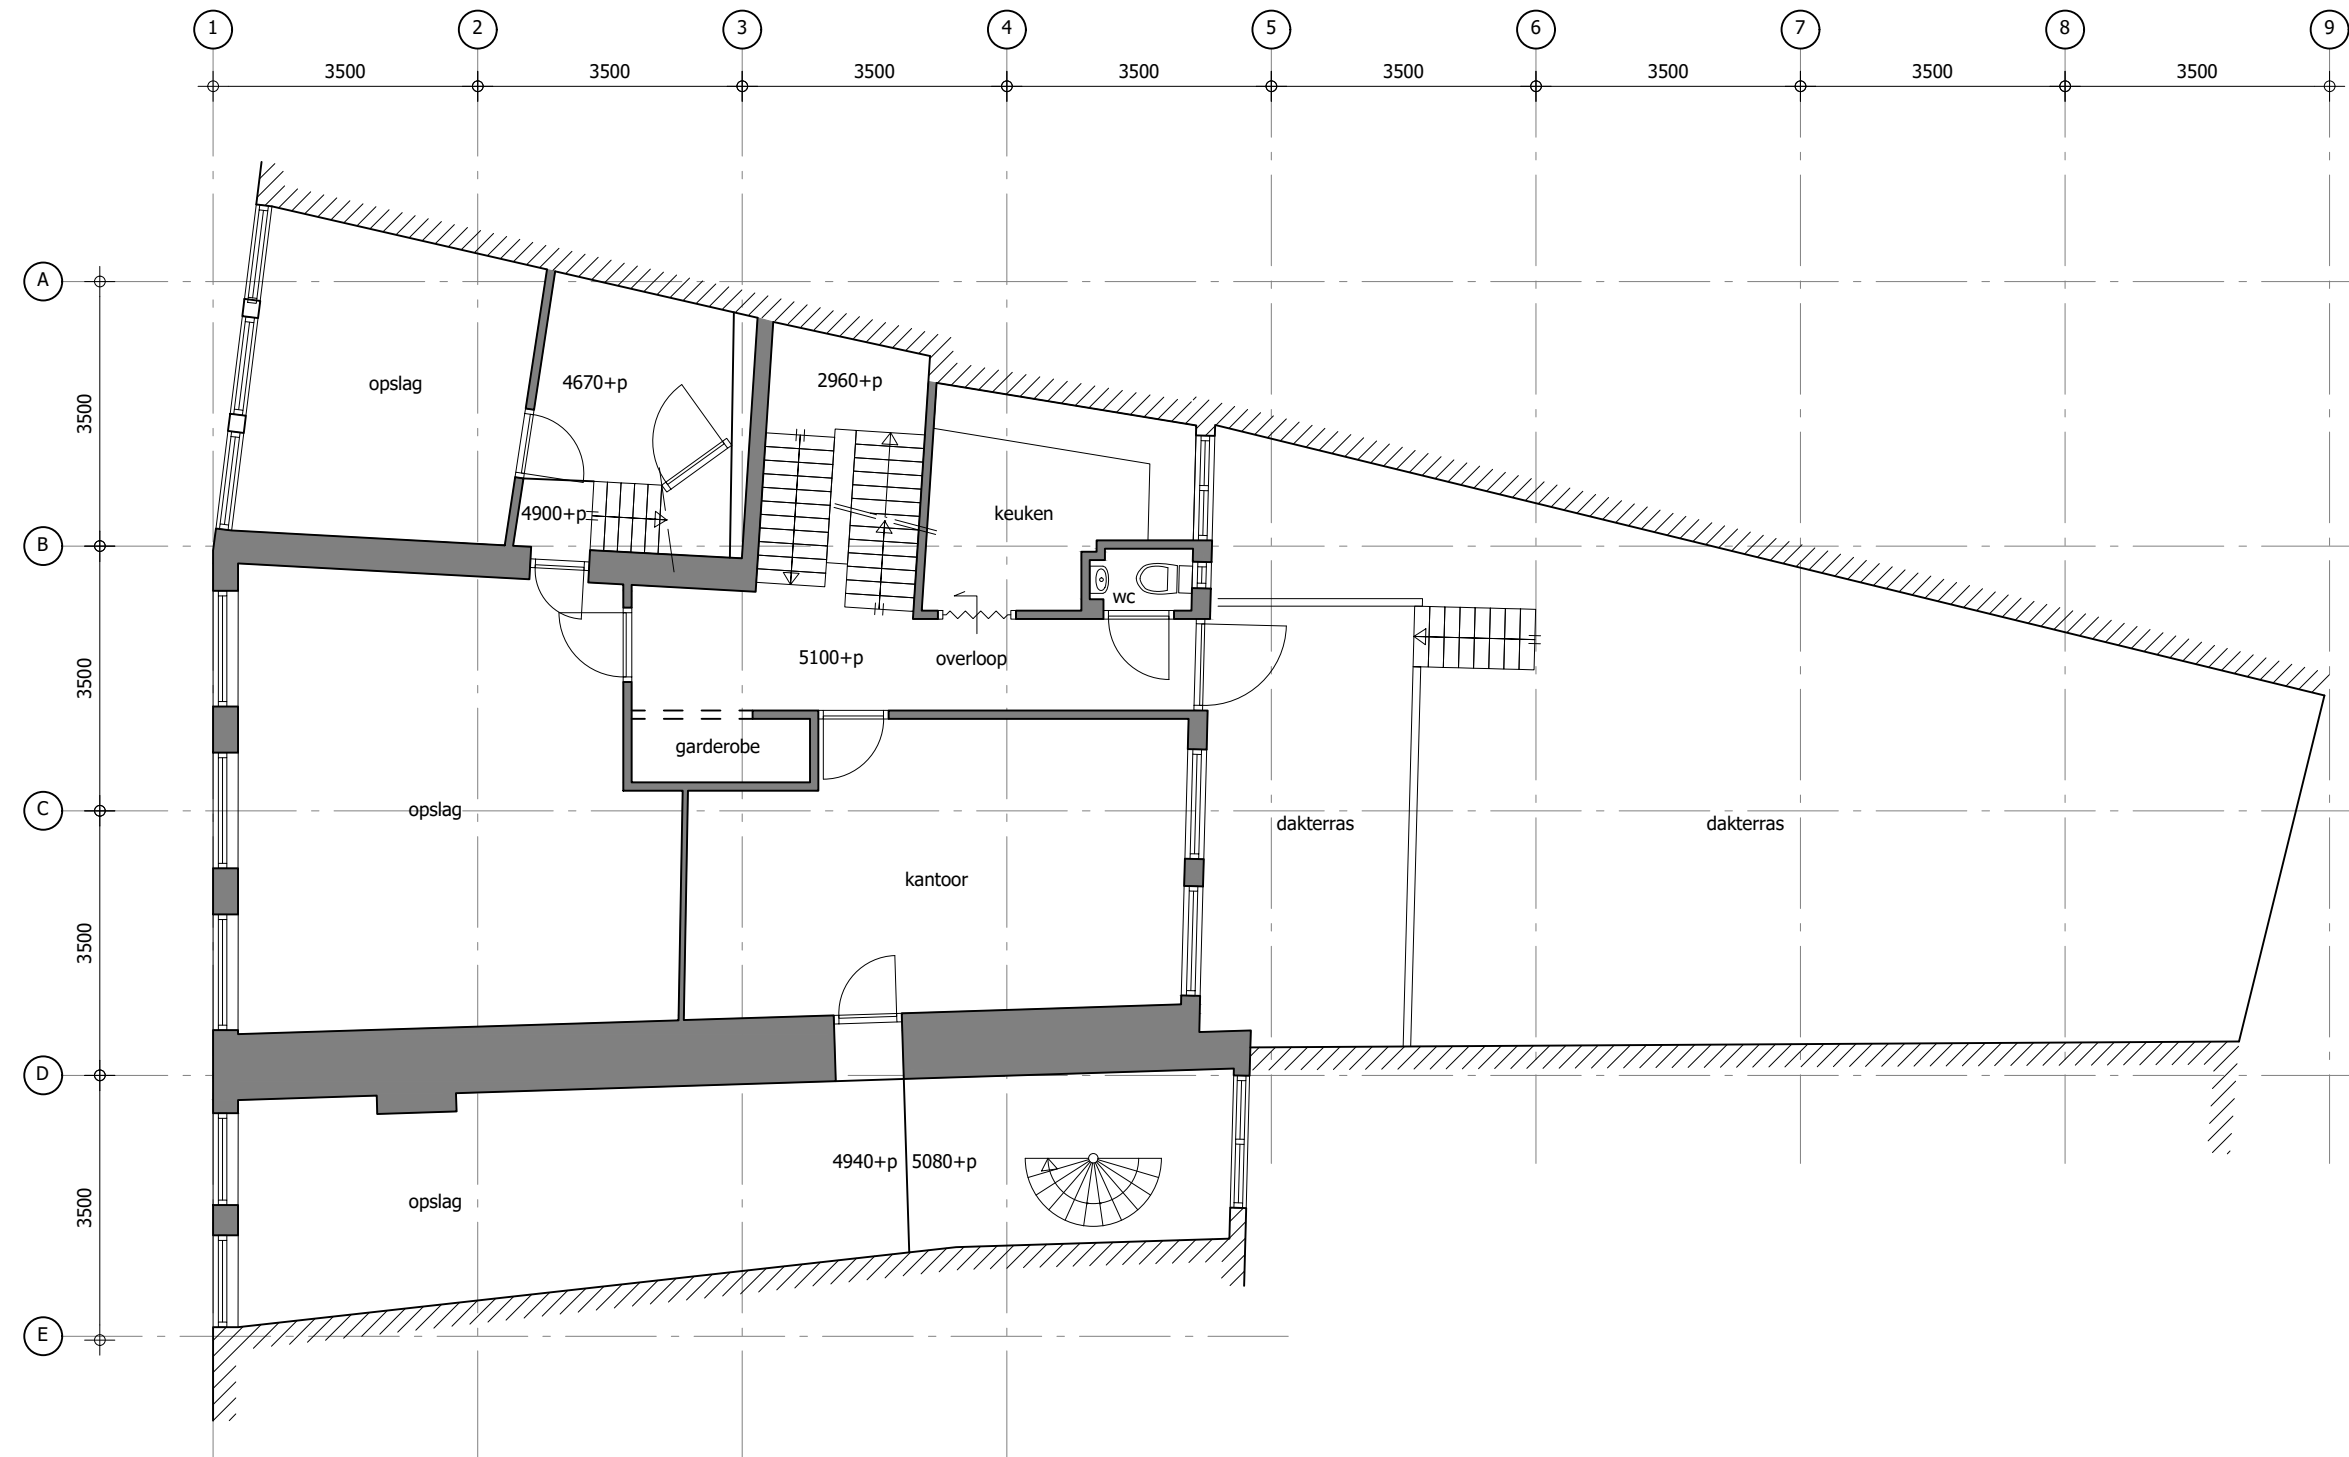 1 2 3 4 5 6 7 8 9
3500 3500 3500 3500 3500 3500 3500 3500
A
opslag
4670+p
2960+p
3500
4900+p
keuken
B
wc
5100+p
overloop
3500
garderobe
C
opslag
dakterras
dakterras
kantoor
3500
D
4940+p
5080+p
opslag
3500
E